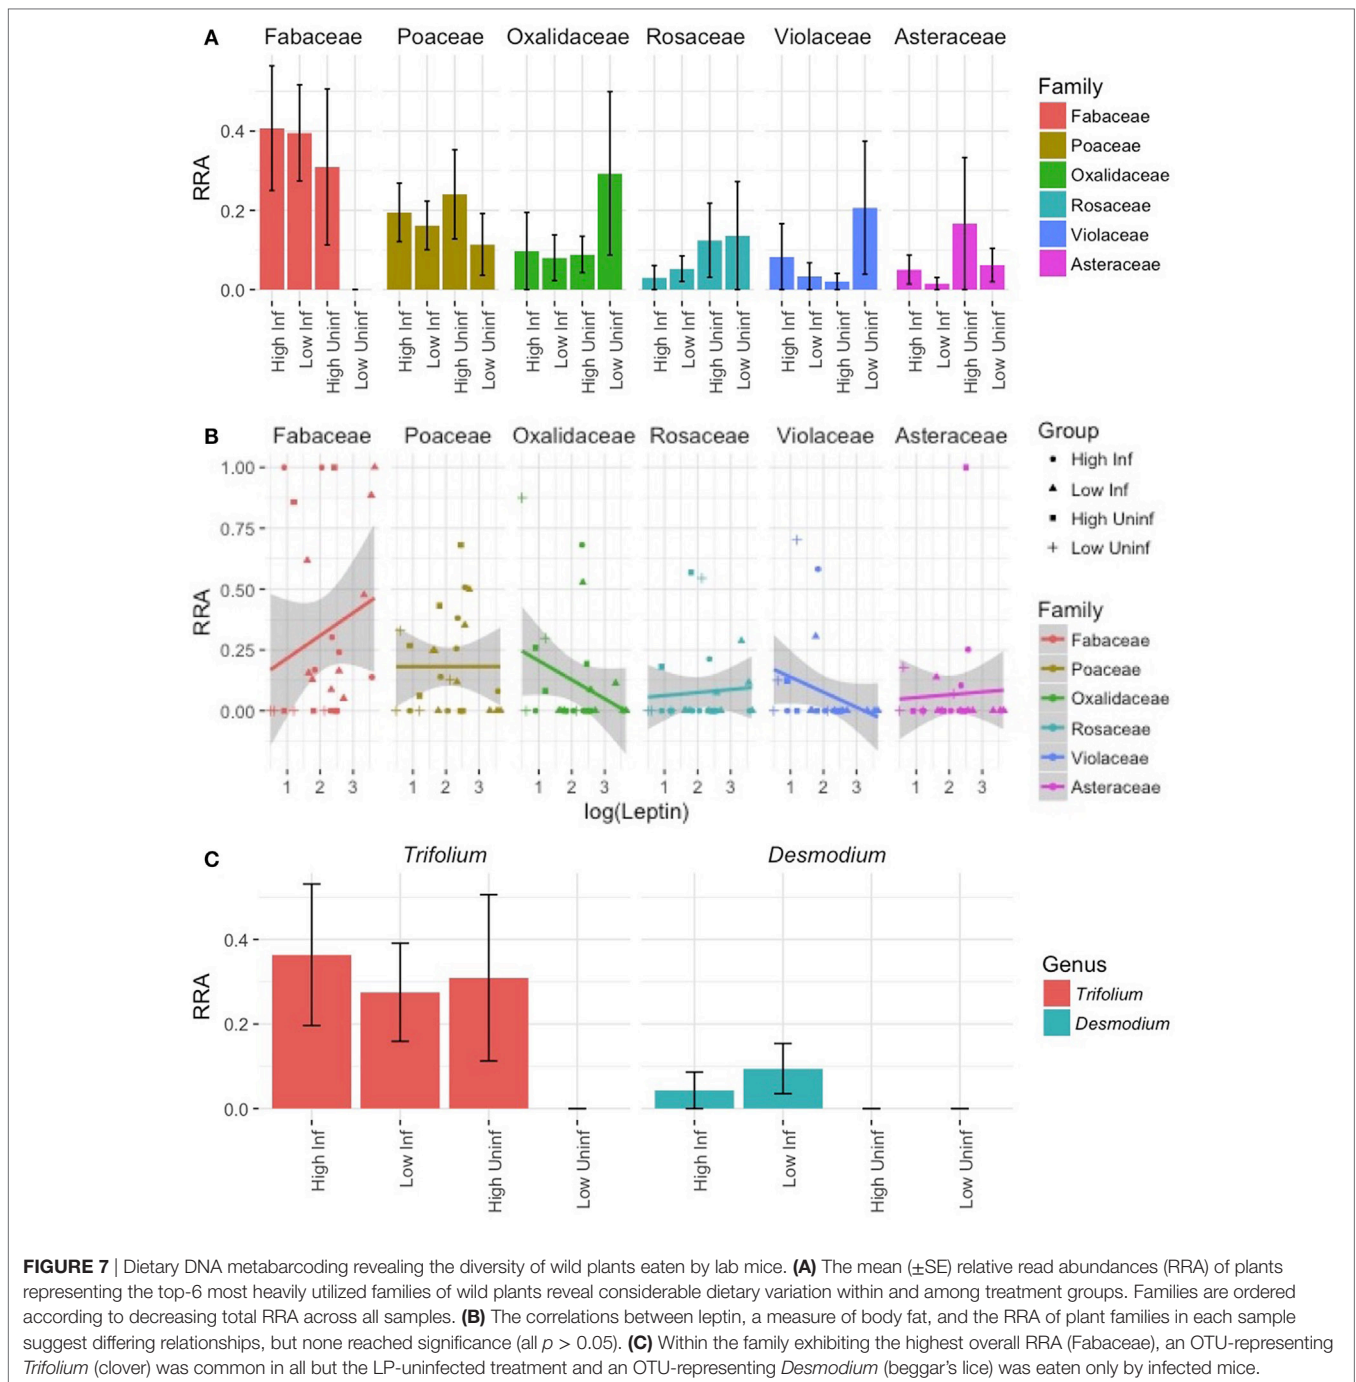 A
Fabaceae Poaceae Oxalidaceae Rosaceae Violaceae Asteraceae
RRA
0.4
0.2
0.0
High Inf Low Inf High Uninf Low Uninf High Inf Low Inf High Uninf Low Uninf High Inf Low Inf High Uninf Low Uninf High Inf Low Inf High Uninf Low Uninf High Inf Low Inf High Uninf Low Uninf High Inf Low Inf High Uninf Low Uninf
Family
Fabaceae
Poaceae
Oxalidaceae
Rosaceae
Violaceae
Asteraceae
B
Fabaceae Poaceae Oxalidaceae Rosaceae Violaceae Asteraceae
RRA
1.00
0.75
0.50
0.25
0.00
1 2 3 1 2 3 1 2 3 1 2 3 1 2 3 1 2 3
log(Leptin)
Group
High Inf
Low Inf
High Uninf
Low Uninf
Family
Fabaceae
Poaceae
Oxalidaceae
Rosaceae
Violaceae
Asteraceae
C
Trifolium Desmodium
RRA
0.4
0.2
0.0
High Inf Low Inf High Uninf Low Uninf High Inf Low Inf High Uninf Low Uninf
Genus
Trifolium
Desmodium
FIGURE 7 | Dietary DNA metabarcoding revealing the diversity of wild plants eaten by lab mice. (A) The mean (±SE) relative read abundances (RRA) of plants
representing the top-6 most heavily utilized families of wild plants reveal considerable dietary variation within and among treatment groups. Families are ordered
according to decreasing total RRA across all samples. (B) The correlations between leptin, a measure of body fat, and the RRA of plant families in each sample
suggest differing relationships, but none reached significance (all p > 0.05). (C) Within the family exhibiting the highest overall RRA (Fabaceae), an OTU-representing
Trifolium (clover) was common in all but the LP-uninfected treatment and an OTU-representing Desmodium (beggar's lice) was eaten only by infected mice.